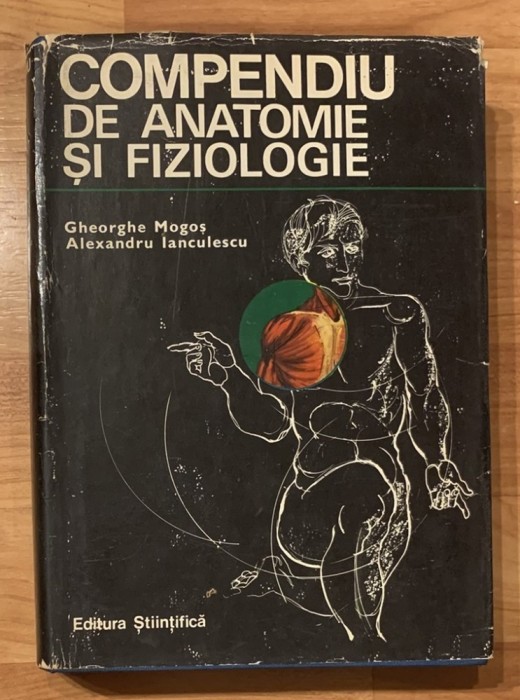 COMPENDIU
DE ANATOMIE
ȘI FIZIOLOGIE
Gheorghe Mogoș
Alexandru Ianculescu
Editura Științifică